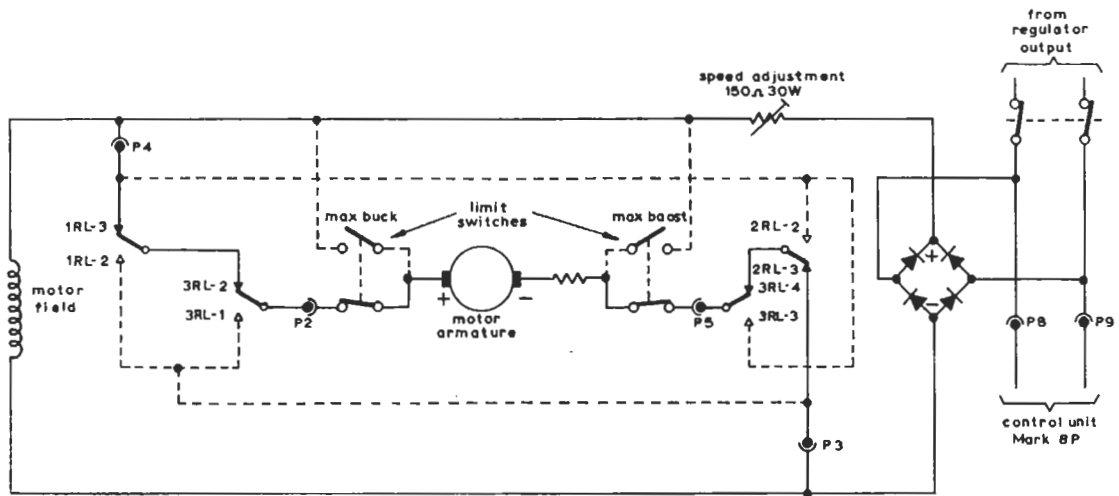 from
regulator
output
speed adjustment
150Ω 30W
P4
1RL-3
1RL-2
max buck
limit
switches
max boost
2RL-2
2RL-3
3RL-4
3RL-3
3RL-2
3RL-1
motor
field
P2
+
-
motor
armature
P5
+
-
P8
P9
P3
control unit
Mark 8P